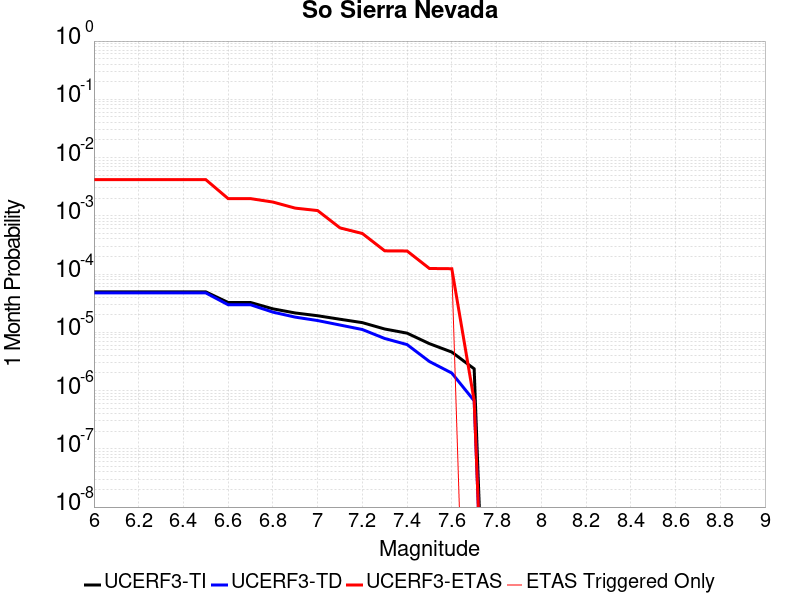 So Sierra Nevada
10^0
10^-1
10^-2
10^-3
10^-4
10^-5
10^-6
10^-7
10^-8
1 Month Probability
6 6.2 6.4 6.6 6.8 7 7.2 7.4 7.6 7.8 8 8.2 8.4 8.6 8.8 9
Magnitude
UCERF3-TI UCERF3-TD UCERF3-ETAS ETAS Triggered Only